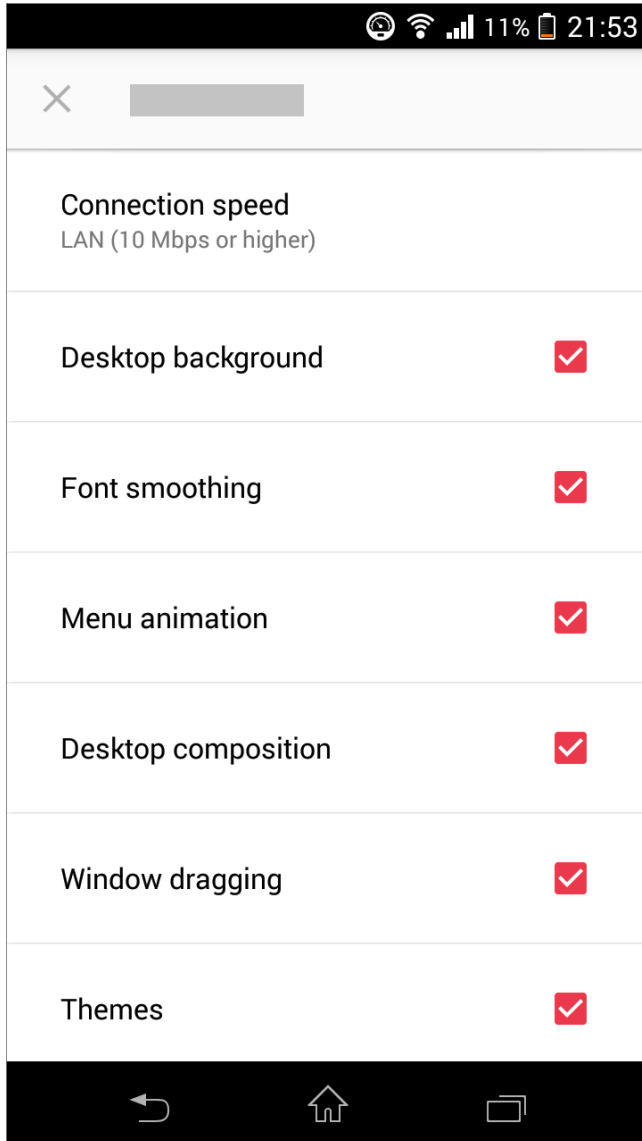 11% 21:53
Connection speed
LAN (10 Mbps or higher)
Desktop background
Font smoothing
Menu animation
Desktop composition
Window dragging
Themes